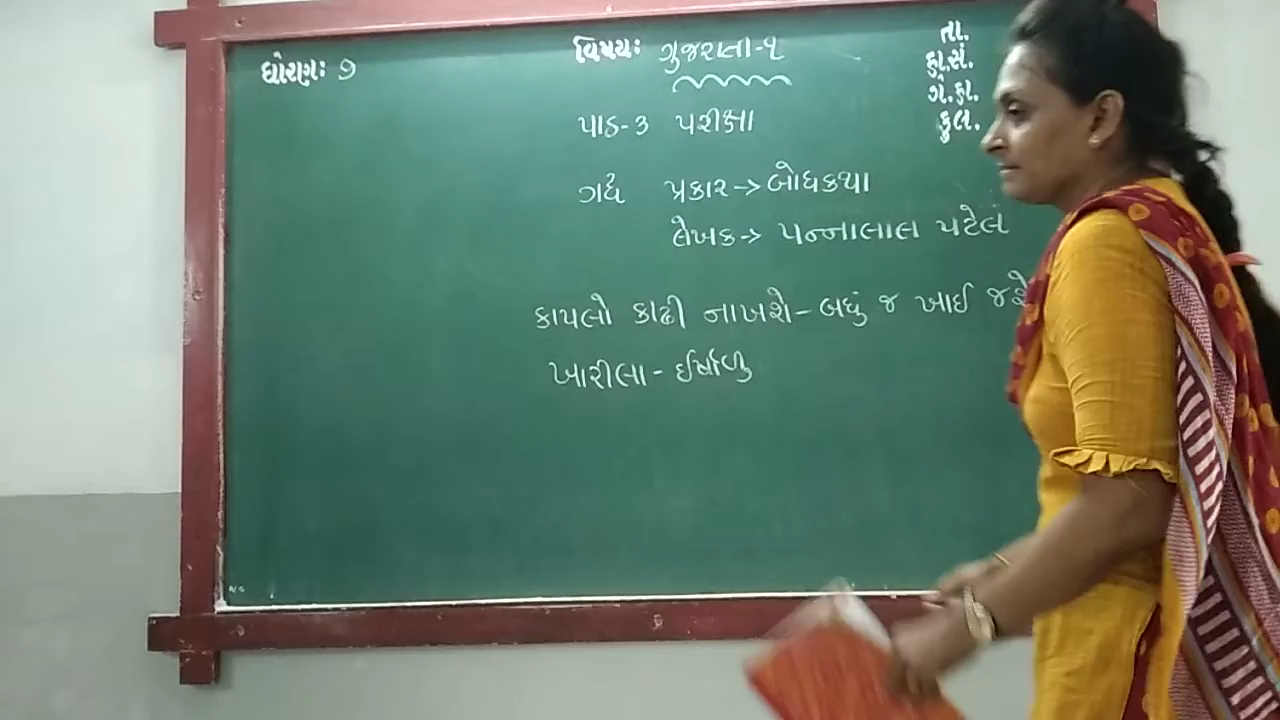 ધોરણઃ ૭
વિષયઃ ગુજરાતી-૧
તા.
હા.સં.
ગે.હા.
કુલ.
પાઠ-૩ પરીક્ષા
ગદ્ય પ્રકાર → બોધકથા
લેખક → પન્નાલાલ પટેલ
કાપલો કાઢી નાખશે - બધું જ ખાઈ જશે
ખારીલા - ઈર્ષાળુ